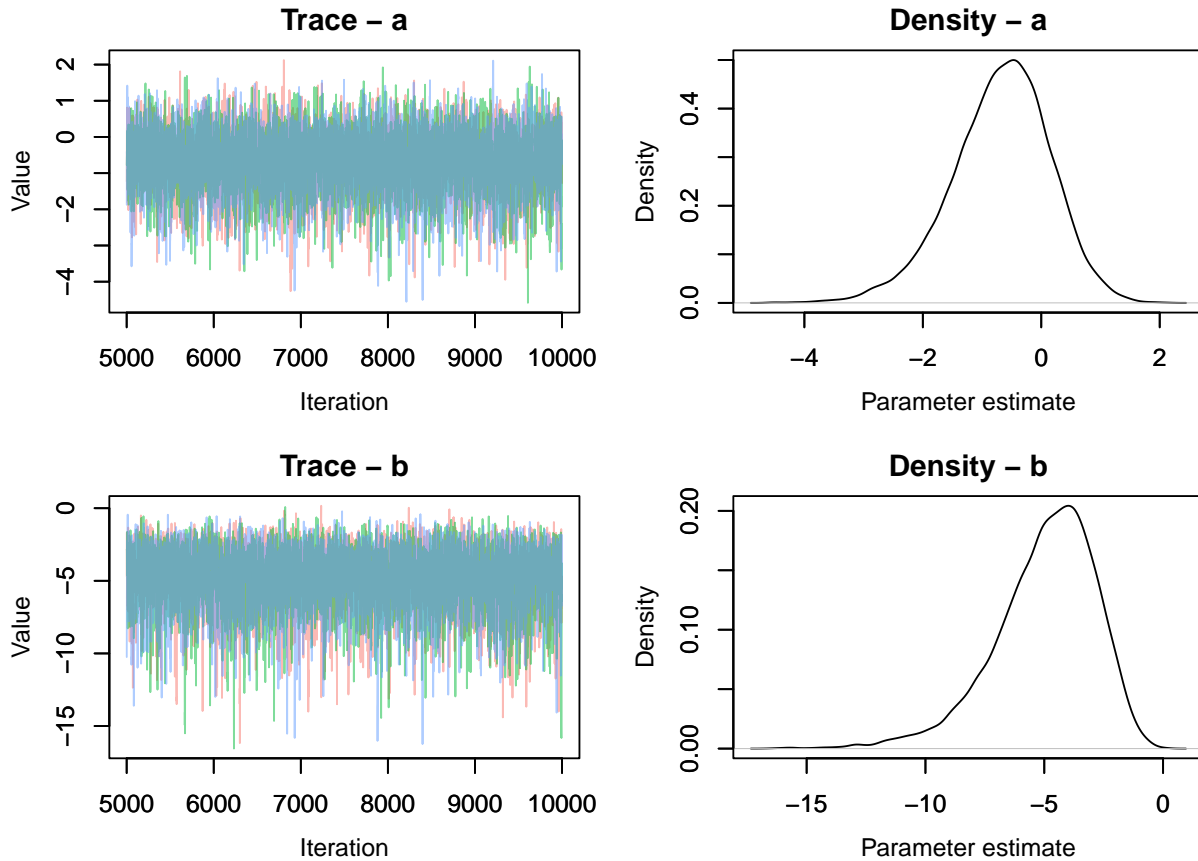 Trace – a
Value
2
1
0
−2
−4
5000 6000 7000 8000 9000 10000
Iteration
Density – a
Density
0.4
0.2
0.0
−4 −2 0 2
Parameter estimate
Trace – b
Value
0
−5
−10
−15
5000 6000 7000 8000 9000 10000
Iteration
Density – b
Density
0.20
0.10
0.00
−15 −10 −5 0
Parameter estimate